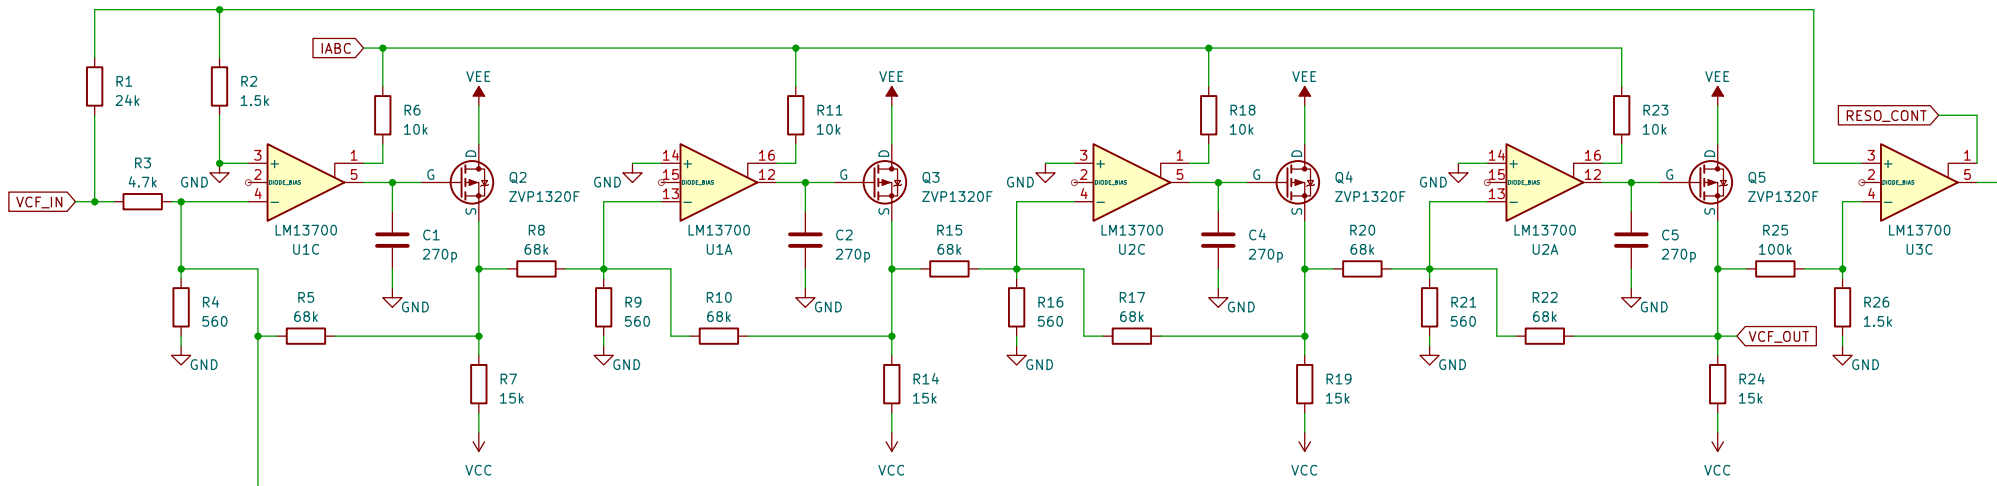 IABC
VEE
VEE
VEE
VEE
R1
24k
R2
1.5k
R6
10k
R11
10k
R18
10k
R23
10k
RESO_CONT
R3
4.7k
GND
VCF_IN
3
2
4
+
DIODE_BIAS
−
1
5
LM13700
U1C
G
D
S
Q2
ZVP1320F
GND
14
15
13
+
DIODE_BIAS
−
16
12
LM13700
U1A
G
D
S
Q3
ZVP1320F
GND
3
2
4
+
DIODE_BIAS
−
1
5
LM13700
U2C
G
D
S
Q4
ZVP1320F
GND
14
15
13
+
DIODE_BIAS
−
16
12
LM13700
U2A
G
D
S
Q5
ZVP1320F
3
2
4
+
DIODE_BIAS
−
1
5
LM13700
U3C
C1
270p
GND
R8
68k
C2
270p
GND
R15
68k
C4
270p
GND
R20
68k
C5
270p
GND
R25
100k
R4
560
GND
R5
68k
R9
560
GND
R10
68k
R16
560
GND
R17
68k
R21
560
GND
R22
68k
VCF_OUT
R26
1.5k
GND
R7
15k
VCC
R14
15k
VCC
R19
15k
VCC
R24
15k
VCC